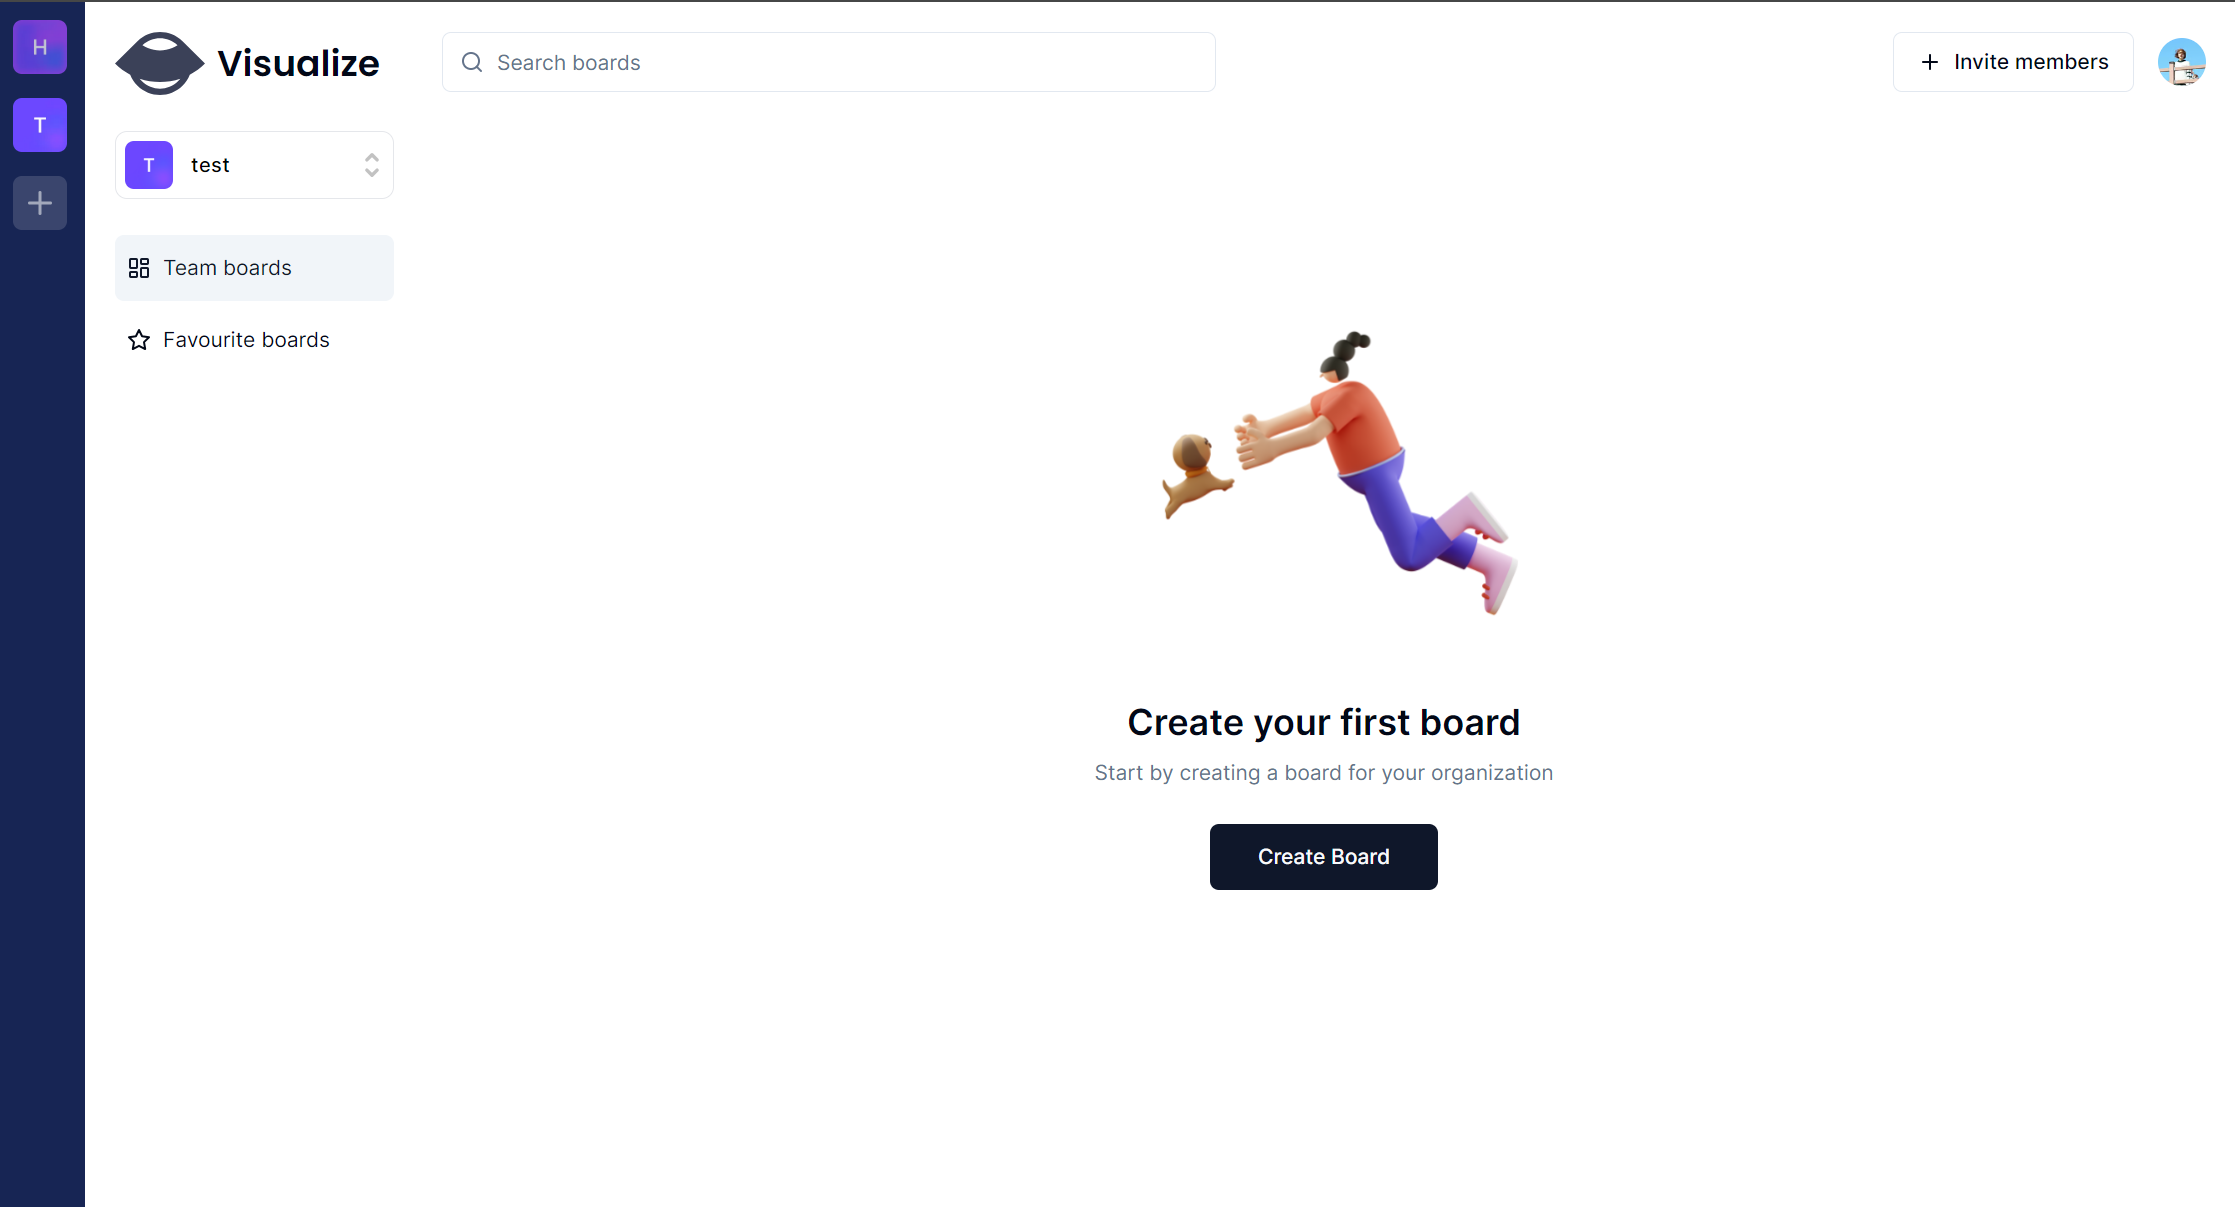 H
T
Visualize
Search boards
Invite members
T
test
Team boards
Favourite boards
Create your first board
Start by creating a board for your organization
Create Board